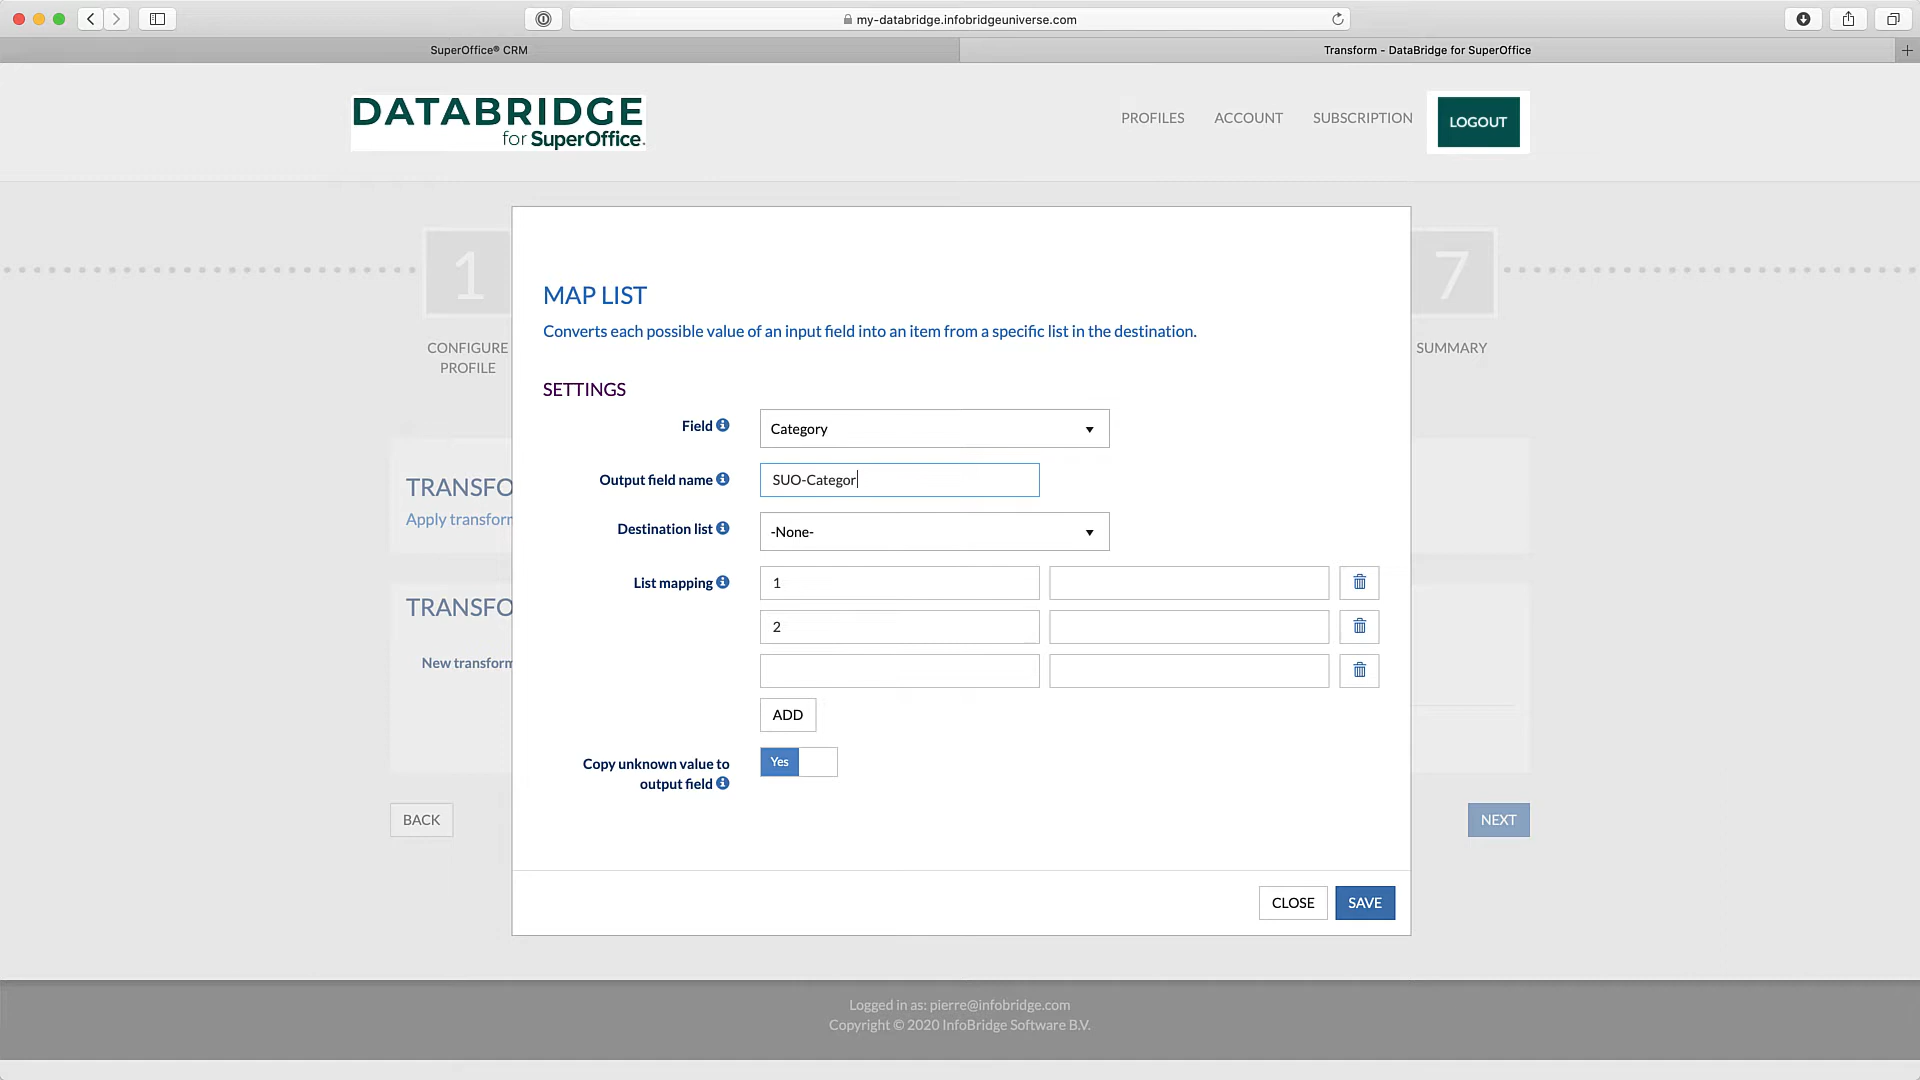 my-databridge.infobridgeuniverse.com
SuperOffice® CRM
Transform - DataBridge for SuperOffice
DATABRIDGE
for SuperOffice.
PROFILES
ACCOUNT
SUBSCRIPTION
LOGOUT
1
7
CONFIGURE
PROFILE
SUMMARY
MAP LIST
Converts each possible value of an input field into an item from a specific list in the destination.
SETTINGS
Field
Category
TRANSFO
Apply transforr
Output field name
SUO-Categor
Destination list
-None-
List mapping
1
2
TRANSFO
New transform
ADD
Copy unknown value to
output field
Yes
BACK
NEXT
CLOSE
SAVE
Logged in as: pierre@infobridge.com
Copyright © 2020 InfoBridge Software B.V.